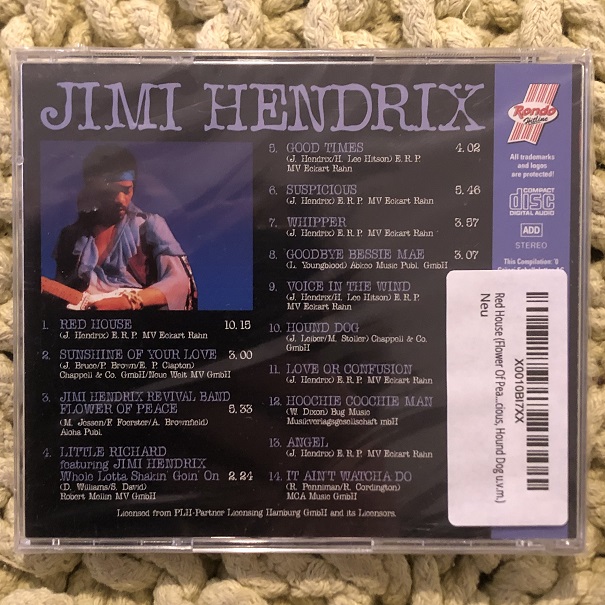 JIMI HENDRIX
1. RED HOUSE 10.15
(J. Hendrix) E.R.P. MV Eckart Rahn
2. SUNSHINE OF YOUR LOVE 3.00
(J. Bruce/P. Brown/E. P. Clapton)
Chappell & Co. GmbH/Neue Welt MV GmbH
3. JIMI HENDRIX REVIVAL BAND
FLOWER OF PEACE 5.33
(M. Jessen/F. Foerster/A. Brownfield)
Aloha Publ.
4. LITTLE RICHARD
featuring JIMI HENDRIX
Whole Lotta Shakin' Goin' On 2.24
(D. Williams/S. David)
Robert Mellin MV GmbH
5. GOOD TIMES 4.02
(J. Hendrix/H. Lee Hitson) E.R.P.
MV Eckart Rahn
6. SUSPICIOUS 5.46
(J. Hendrix) E.R.P. MV Eckart Rahn
7. WHIPPER 3.57
(J. Hendrix) E.R.P. MV Eckart Rahn
8. GOODBYE BESSIE MAE 3.07
(L. Youngblood) Abkco Music Publ. GmbH
9. VOICE IN THE WIND
(J. Hendrix/H. Lee Hitson) E.R.P.
MV Eckart Rahn
10. HOUND DOG
(J. Leiber/M. Stoller) Chappell & Co.
GmbH
11. LOVE OR CONFUSION
(J. Hendrix) E.R.P. MV Eckart Rahn
12. HOOCHIE COOCHIE MAN
(W. Dixon) Bug Music
Musikverlagsgesellschaft mbH
13. ANGEL
(J. Hendrix) E.R.P. MV Eckart Rahn
14. IT AIN'T WATCHA DO
(R. Penniman/R. Cordington)
MCA Music GmbH
Licensed from PLH-Partner Licensing Hamburg GmbH and its Licensors.
Rondo
Hitline
All trademarks
and logos
are protected!
COMPACT
disc
DIGITAL AUDIO
ADD
STEREO
This Compilation:
X0010BI7XX
Red House (Flower Of Pea...cious, Hound Dog u.v.m.)
Neu